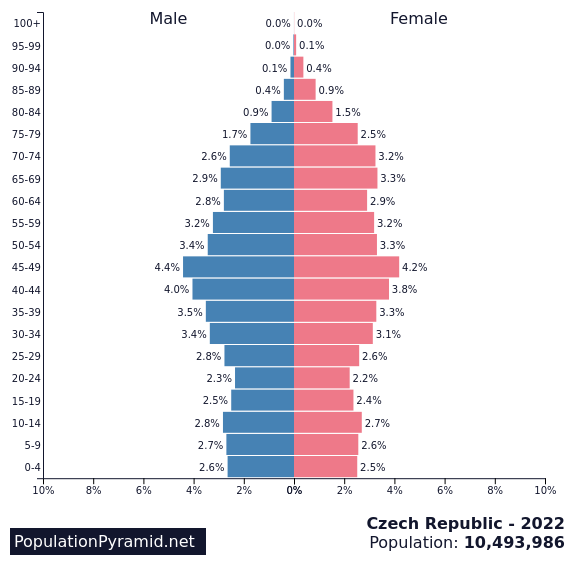 Male Female
100+ 0.0% 0.0%
95-99 0.0% 0.1%
90-94 0.1% 0.4%
85-89 0.4% 0.9%
80-84 0.9% 1.5%
75-79 1.7% 2.5%
70-74 2.6% 3.2%
65-69 2.9% 3.3%
60-64 2.8% 2.9%
55-59 3.2% 3.2%
50-54 3.4% 3.3%
45-49 4.4% 4.2%
40-44 4.0% 3.8%
35-39 3.5% 3.3%
30-34 3.4% 3.1%
25-29 2.8% 2.6%
20-24 2.3% 2.2%
15-19 2.5% 2.4%
10-14 2.8% 2.7%
5-9 2.7% 2.6%
0-4 2.6% 2.5%
10% 8% 6% 4% 2% 0% 2% 4% 6% 8% 10%
Czech Republic - 2022
Population: 10,493,986
PopulationPyramid.net